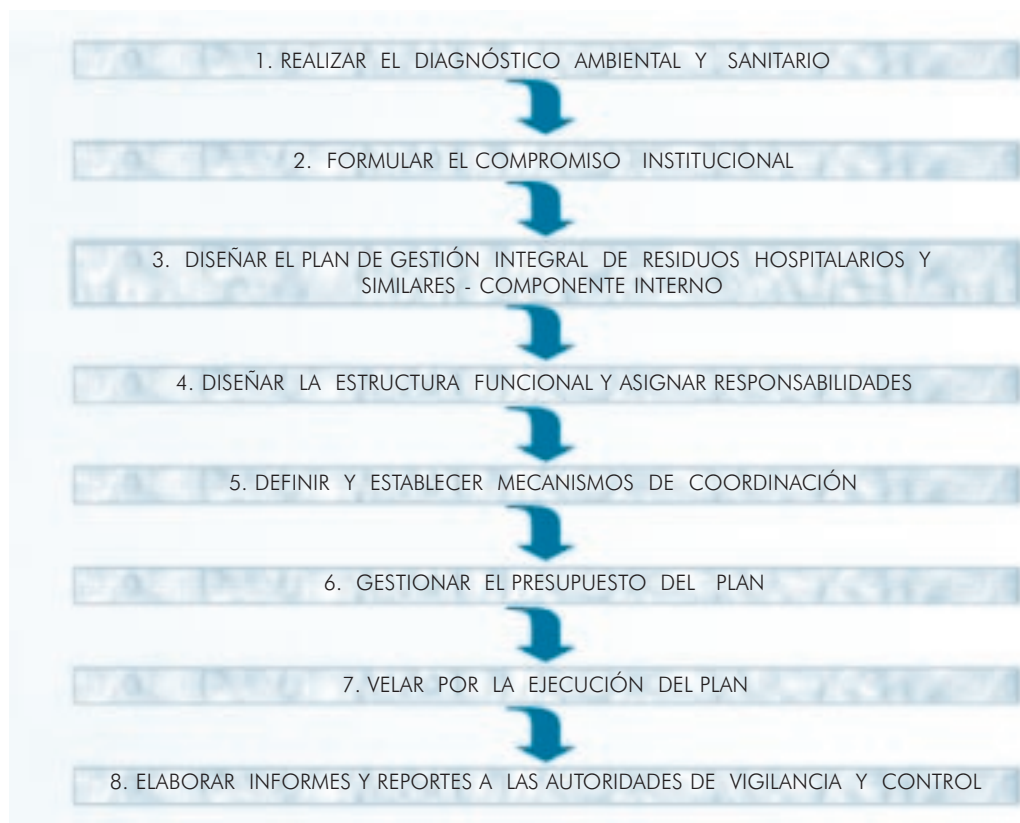 1. REALIZAR EL DIAGNÓSTICO AMBIENTAL Y SANITARIO
2. FORMULAR EL COMPROMISO INSTITUCIONAL
3. DISEÑAR EL PLAN DE GESTIÓN INTEGRAL DE RESIDUOS HOSPITALARIOS Y
SIMILARES - COMPONENTE INTERNO
4. DISEÑAR LA ESTRUCTURA FUNCIONAL Y ASIGNAR RESPONSABILIDADES
5. DEFINIR Y ESTABLECER MECANISMOS DE COORDINACIÓN
6. GESTIONAR EL PRESUPUESTO DEL PLAN
7. VELAR POR LA EJECUCIÓN DEL PLAN
8. ELABORAR INFORMES Y REPORTES A LAS AUTORIDADES DE VIGILANCIA Y CONTROL